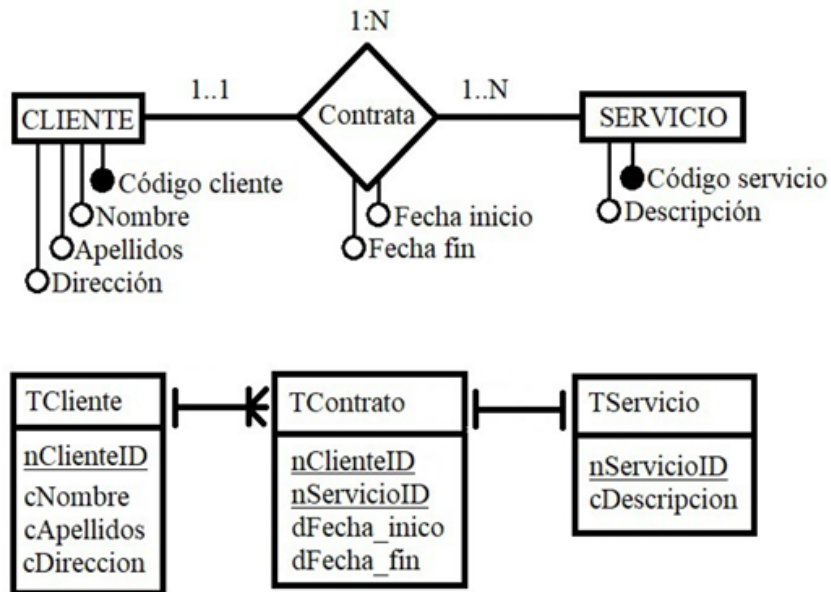 1:N
1..1
1..N
CLIENTE
Contrata
SERVICIO
Código cliente
Nombre
Apellidos
Dirección
Fecha inicio
Fecha fin
Código servicio
Descripción
TCliente
nClienteID
cNombre
cApellidos
cDireccion
TContrato
nClienteID
nServicioID
dFecha_inico
dFecha_fin
TServicio
nServicioID
cDescripcion